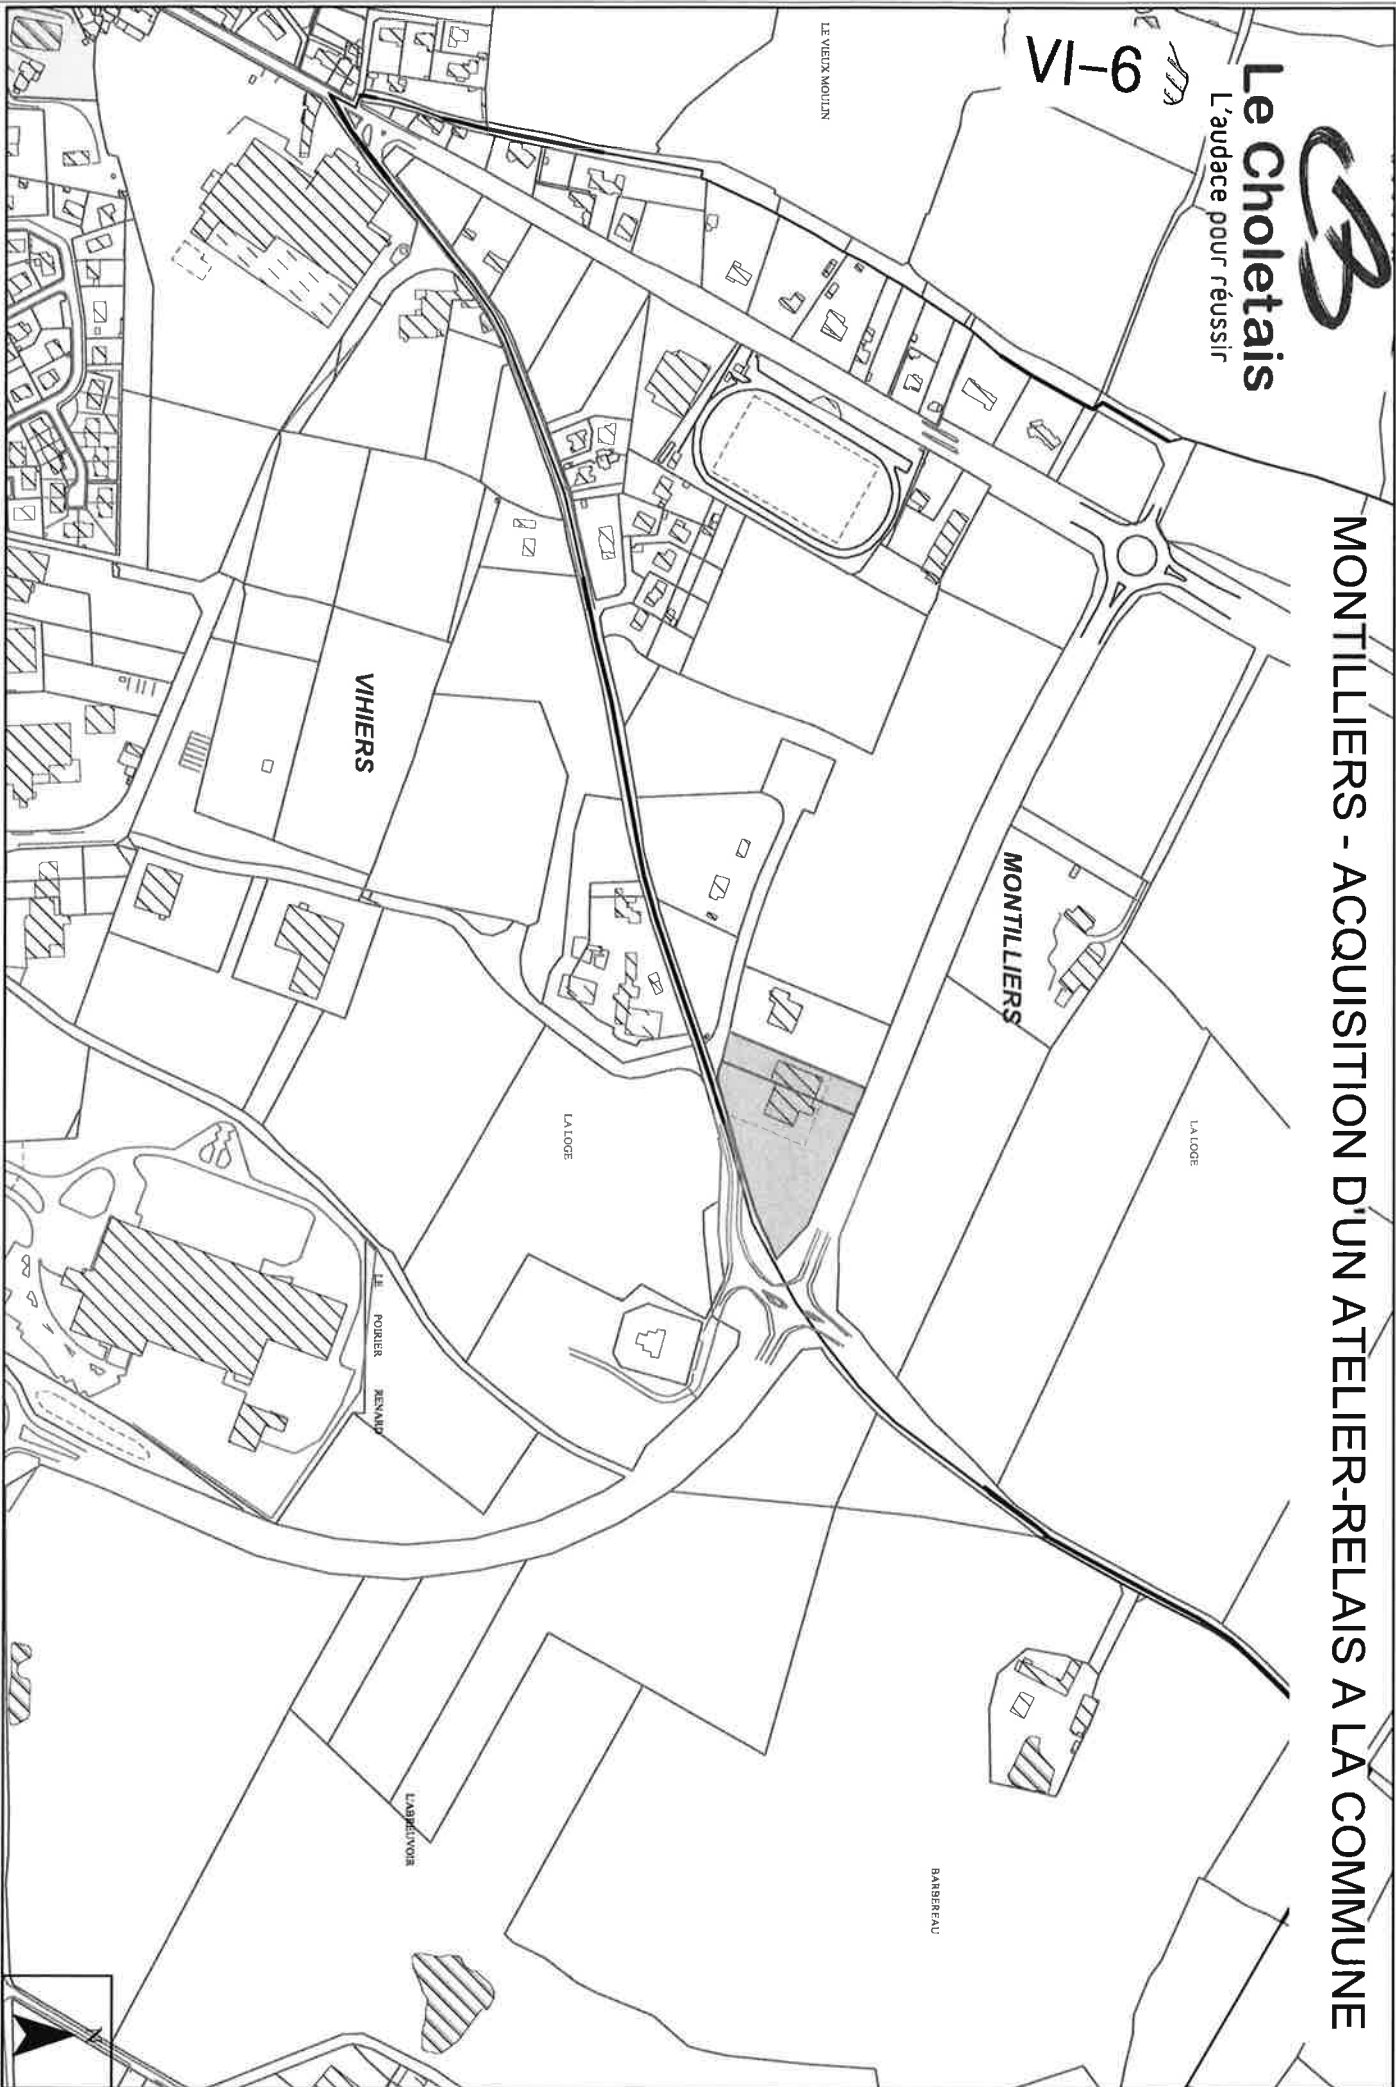 Le Choletais
L'audace pour réussir
VI-6
MONTILLIERS - ACQUISITION D'UN ATELIER-RELAIS A LA COMMUNE
LE VIEUX MOULIN
MONTILLIERS
LA LOGE
VIHIERS
LA LOGE
LE POIRIER RENARD
BARBEREAU
L'ABREUVOIR
N